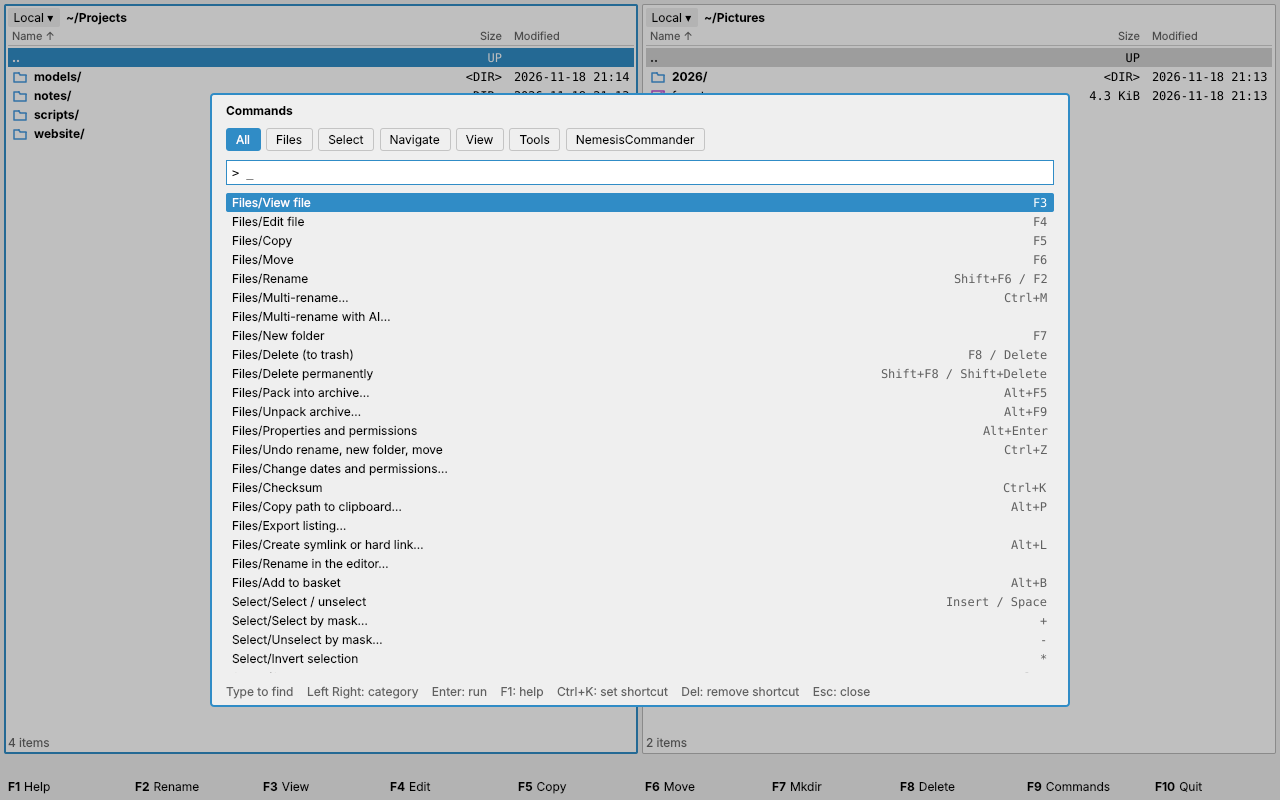 Local ▾ ~/Projects
Name ↑ Size Modified
.. UP
models/ <DIR> 2026-11-18 21:14
notes/
scripts/
website/
4 items
Local ▾ ~/Pictures
Name ↑ Size Modified
.. UP
2026/ <DIR> 2026-11-18 21:13
4.3 KiB 2026-11-18 21:13
2 items
Commands
All Files Select Navigate View Tools NemesisCommander
> _
Files/View file F3
Files/Edit file F4
Files/Copy F5
Files/Move F6
Files/Rename Shift+F6 / F2
Files/Multi-rename... Ctrl+M
Files/Multi-rename with AI...
Files/New folder F7
Files/Delete (to trash) F8 / Delete
Files/Delete permanently Shift+F8 / Shift+Delete
Files/Pack into archive... Alt+F5
Files/Unpack archive... Alt+F9
Files/Properties and permissions Alt+Enter
Files/Undo rename, new folder, move Ctrl+Z
Files/Change dates and permissions...
Files/Checksum Ctrl+K
Files/Copy path to clipboard... Alt+P
Files/Export listing...
Files/Create symlink or hard link... Alt+L
Files/Rename in the editor...
Files/Add to basket Alt+B
Select/Select / unselect Insert / Space
Select/Select by mask... +
Select/Unselect by mask... -
Select/Invert selection *
Type to find Left Right: category Enter: run F1: help Ctrl+K: set shortcut Del: remove shortcut Esc: close
F1 Help F2 Rename F3 View F4 Edit F5 Copy F6 Move F7 Mkdir F8 Delete F9 Commands F10 Quit